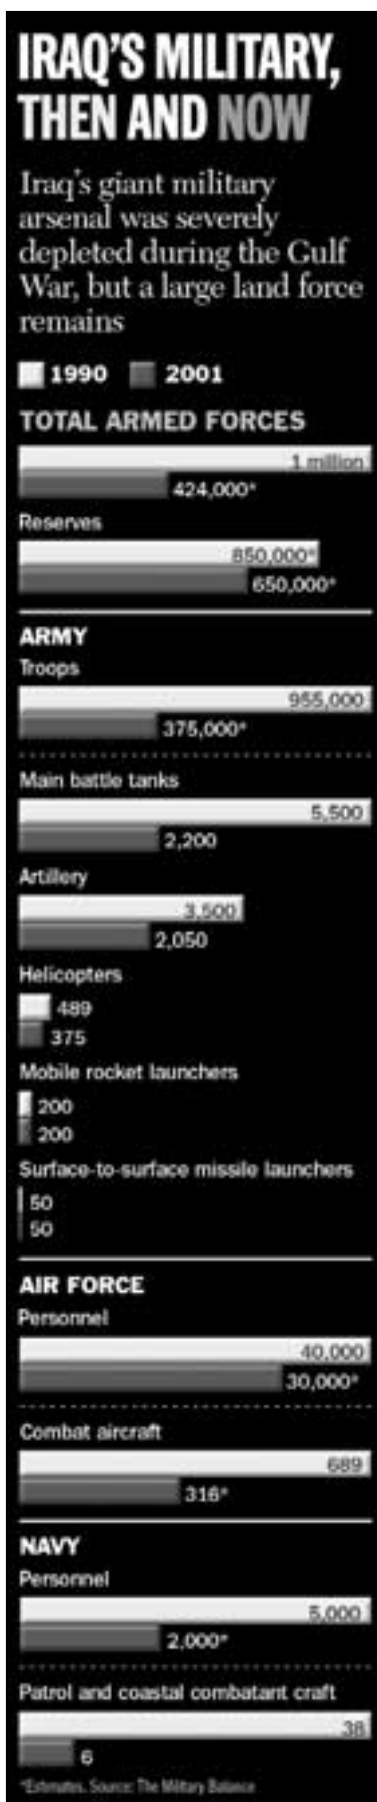 IRAQ'S MILITARY,
THEN AND NOW
Iraq's giant military
arsenal was severely
depleted during the Gulf
War, but a large land force
remains
1990 2001
TOTAL ARMED FORCES
1 million
424,000*
Reserves
850,000*
650,000*
ARMY
Troops
955,000
375,000*
Main battle tanks
5,500
2,200
Artillery
3,500
2,050
Helicopters
489
375
Mobile rocket launchers
200
200
Surface-to-surface missile launchers
50
50
AIR FORCE
Personnel
40,000
30,000*
Combat aircraft
689
316*
NAVY
Personnel
5,000
2,000*
Patrol and coastal combatant craft
38
6
*Estimates. Source: The Military Balance